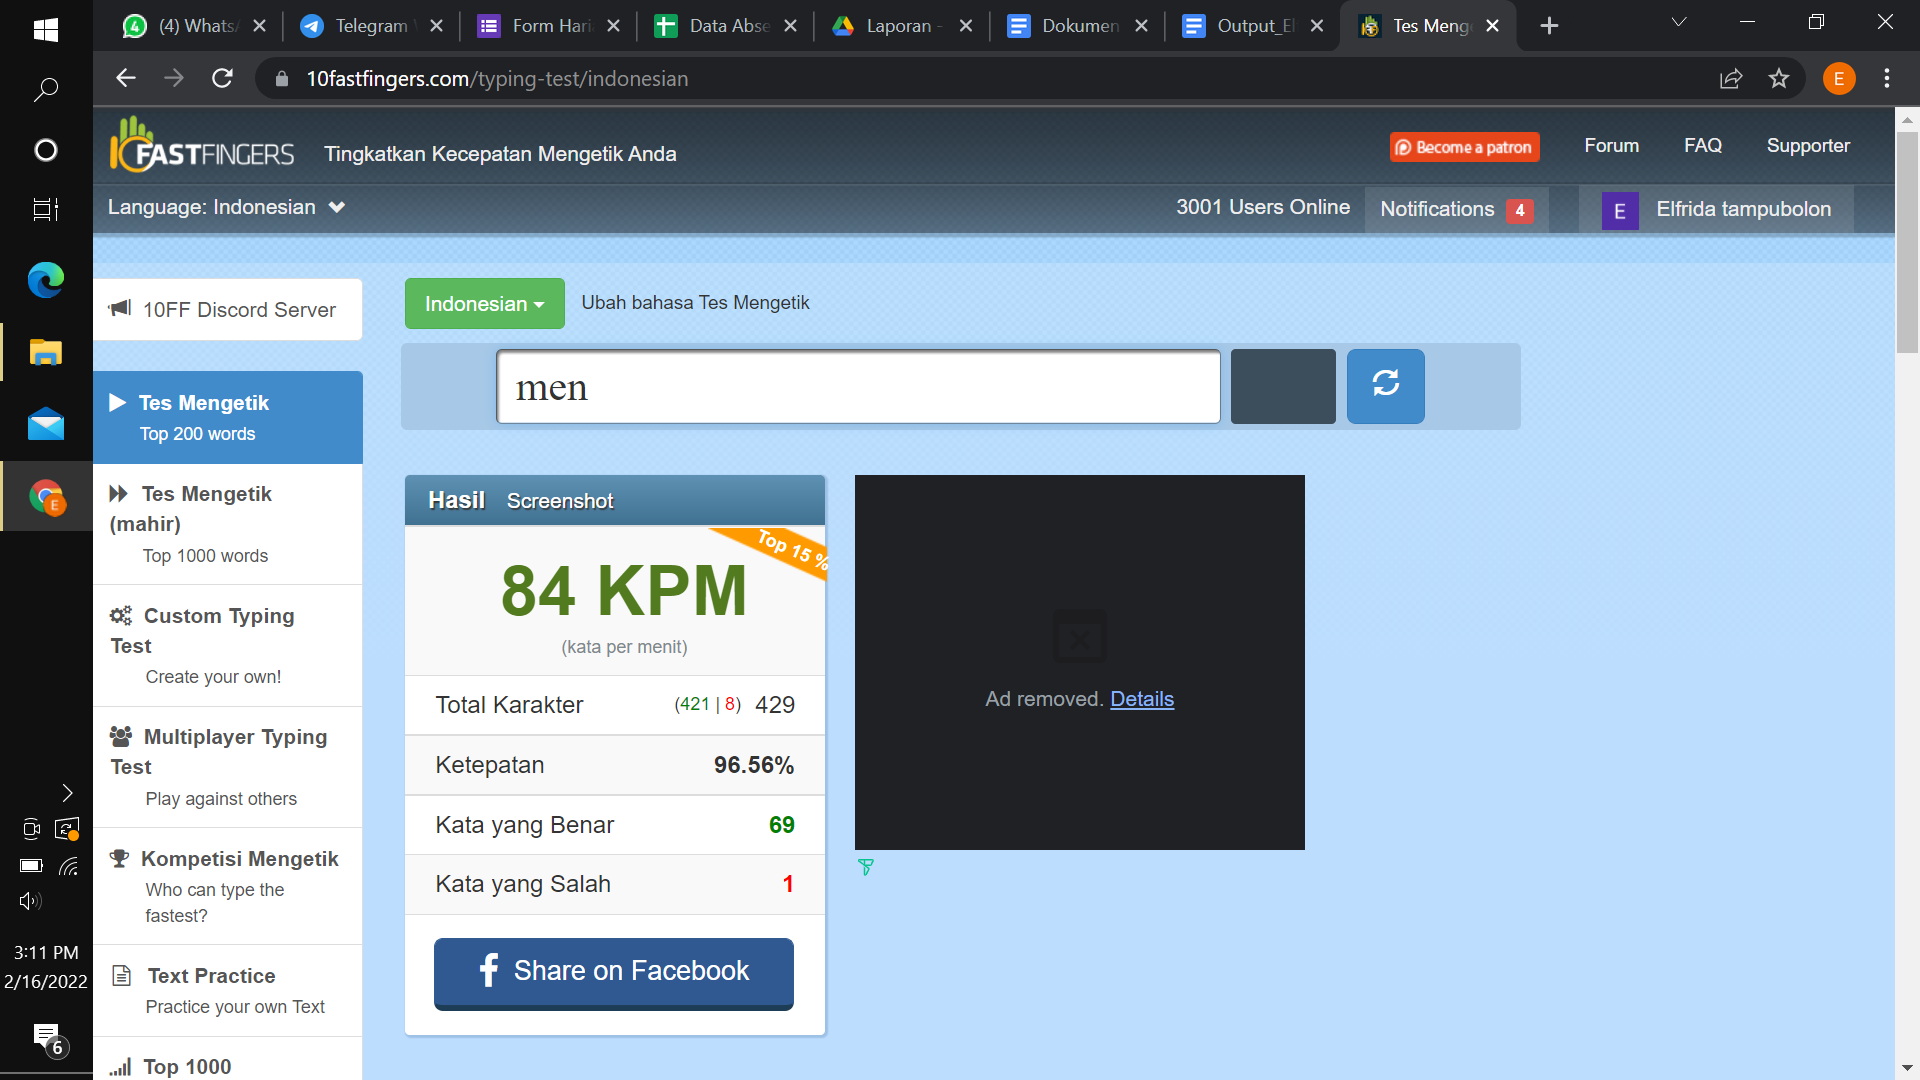 (4) Whats
Telegram
Form Hari
Data Abse
Laporan -
Dokumen
Output_El
Tes Meng
10fastfingers.com/typing-test/indonesian
E
FASTFINGERS
Tingkatkan Kecepatan Mengetik Anda
Become a patron
Forum
FAQ
Supporter
Language: Indonesian
3001 Users Online
Notifications 4
E
Elfrida tampubolon
10FF Discord Server
Indonesian
Ubah bahasa Tes Mengetik
men
Tes Mengetik
Top 200 words
Tes Mengetik
(mahir)
Top 1000 words
Custom Typing
Test
Create your own!
Multiplayer Typing
Test
Play against others
Kompetisi Mengetik
Who can type the
fastest?
Text Practice
Practice your own Text
Top 1000
Hasil Screenshot
Top 15 %
84 KPM
(kata per menit)
Total Karakter (421 | 8) 429
Ketepatan 96.56%
Kata yang Benar 69
Kata yang Salah 1
Share on Facebook
Ad removed. Details
E
3:11 PM
2/16/2022
6